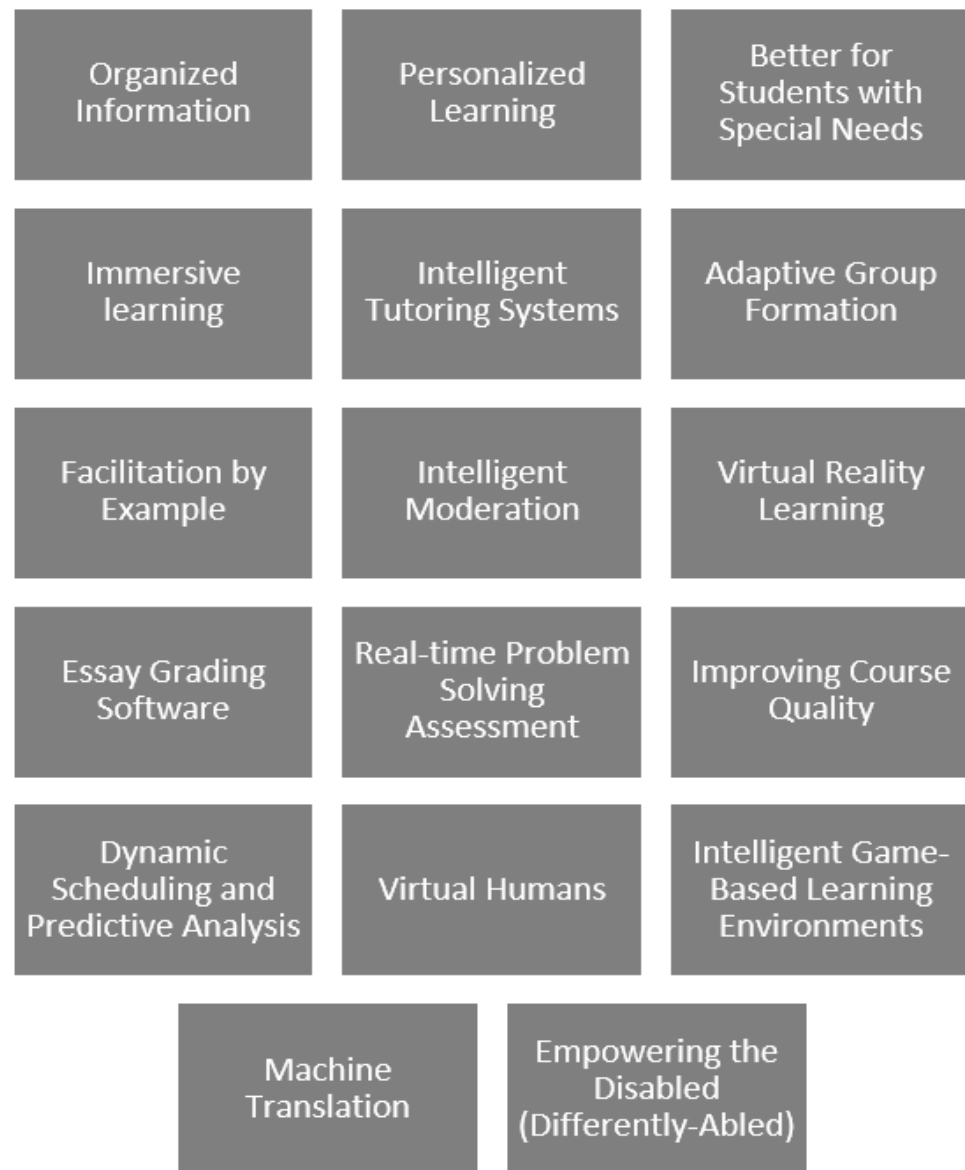 Organized
Information
Personalized
Learning
Better for
Students with
Special Needs
Immersive
learning
Intelligent
Tutoring Systems
Adaptive Group
Formation
Facilitation by
Example
Intelligent
Moderation
Virtual Reality
Learning
Essay Grading
Software
Real-time Problem
Solving
Assessment
Improving Course
Quality
Dynamic
Scheduling and
Predictive Analysis
Virtual Humans
Intelligent Game-
Based Learning
Environments
Machine
Translation
Empowering the
Disabled
(Differently-Abled)